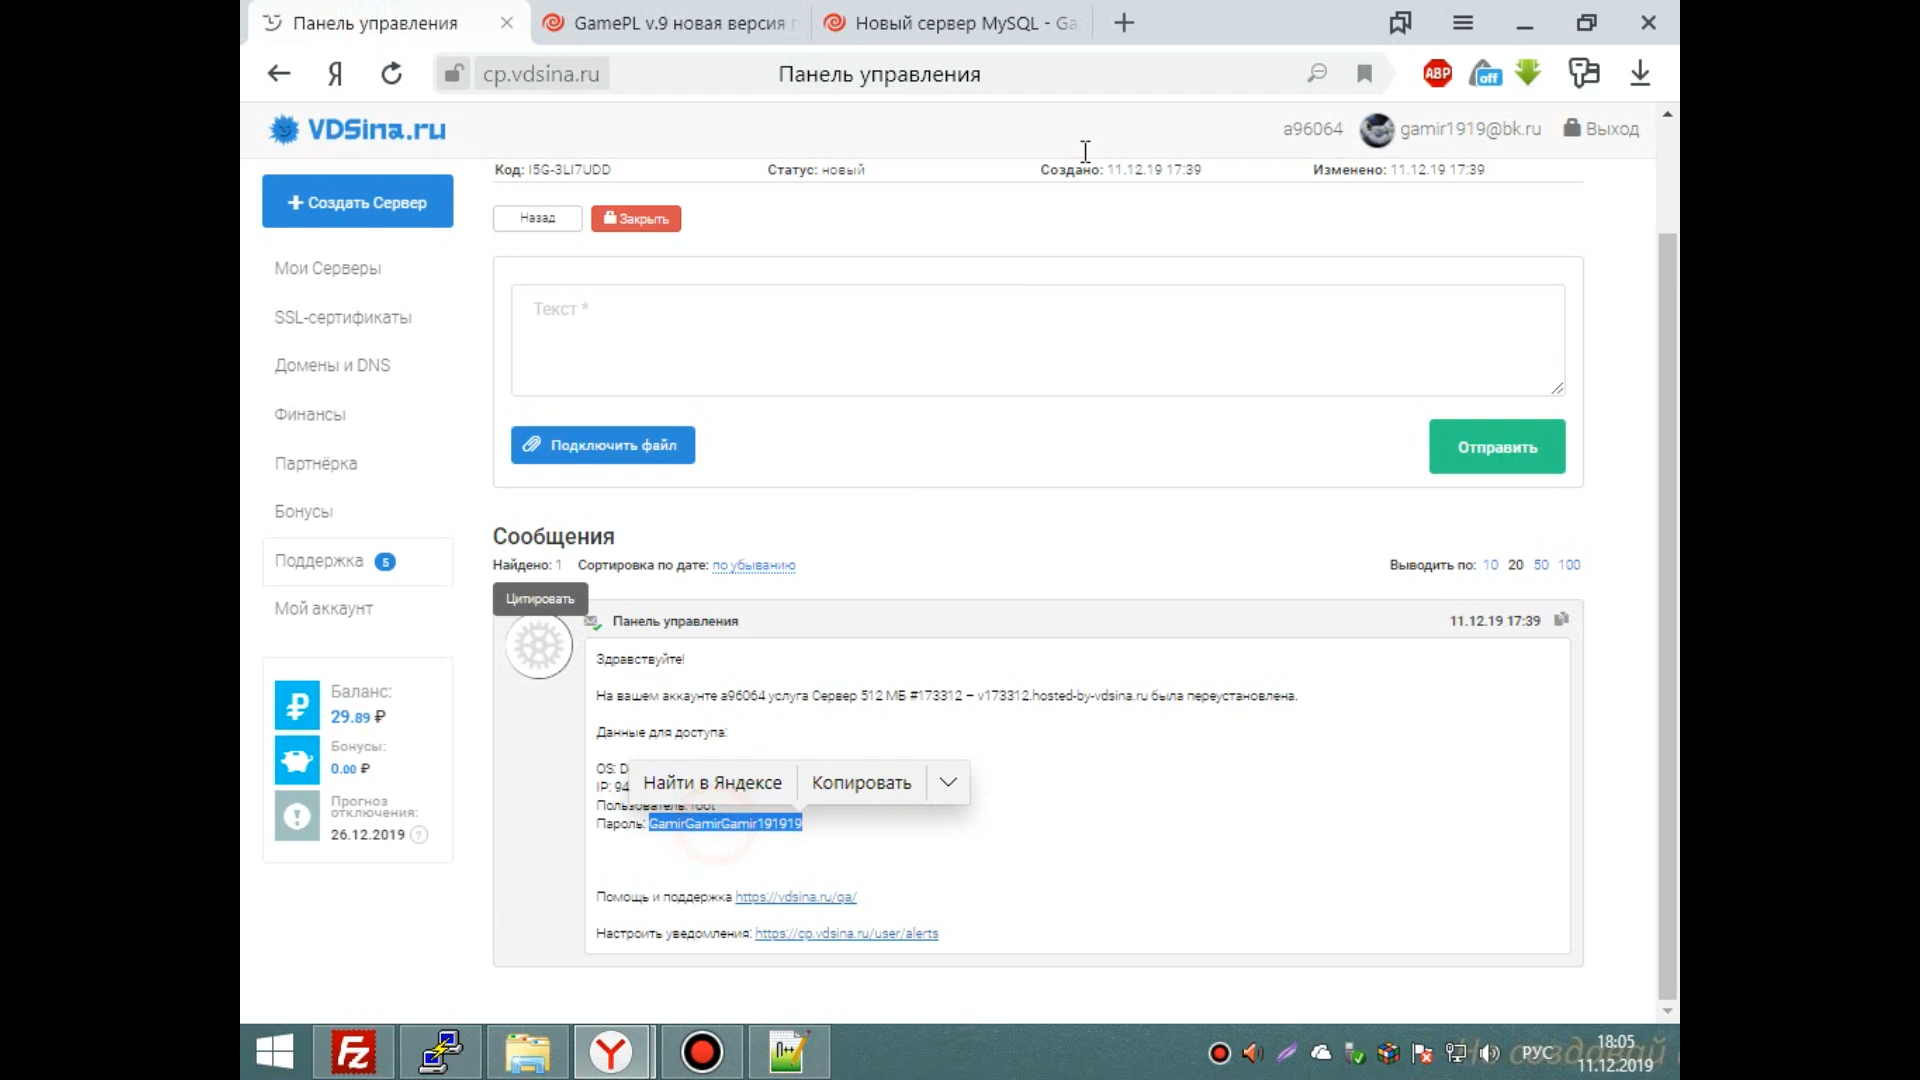 Панель управления
GamePL v.9 новая версия
Новый сервер MySQL - Ga
Я
cp.vdsina.ru
Панель управления
ABP
off
VDSina.ru
a96064
gamir1919@bk.ru
Выход
Код: I5G-3LI7UDD
Статус: новый
Создано: 11.12.19 17:39
Изменено: 11.12.19 17:39
+ Создать Сервер
Назад
Закрыть
Мои Серверы
SSL-сертификаты
Домены и DNS
Финансы
Партнёрка
Бонусы
Поддержка 5
Мой аккаунт
Текст *
Подключить файл
Отправить
Сообщения
Найдено: 1 Сортировка по дате: по убыванию
Выводить по: 10 20 50 100
Цитировать
Панель управления
11.12.19 17:39
Здравствуйте!
На вашем аккаунте a96064 услуга Сервер 512 МБ #173312 – v173312.hosted-by-vdsina.ru была переустановлена.
Данные для доступа:
OS: D
IP: 94
Найти в Яндексе
Копировать
Пользователь: root
Пароль: GamirGamirGamir191919
Помощь и поддержка https://vdsina.ru/qa/
Настроить уведомления: https://cp.vdsina.ru/user/alerts
Баланс:
29.89 ₽
Бонусы:
0.00 ₽
Прогноз
отключения:
26.12.2019 ?
РУС
18:05
11.12.2019